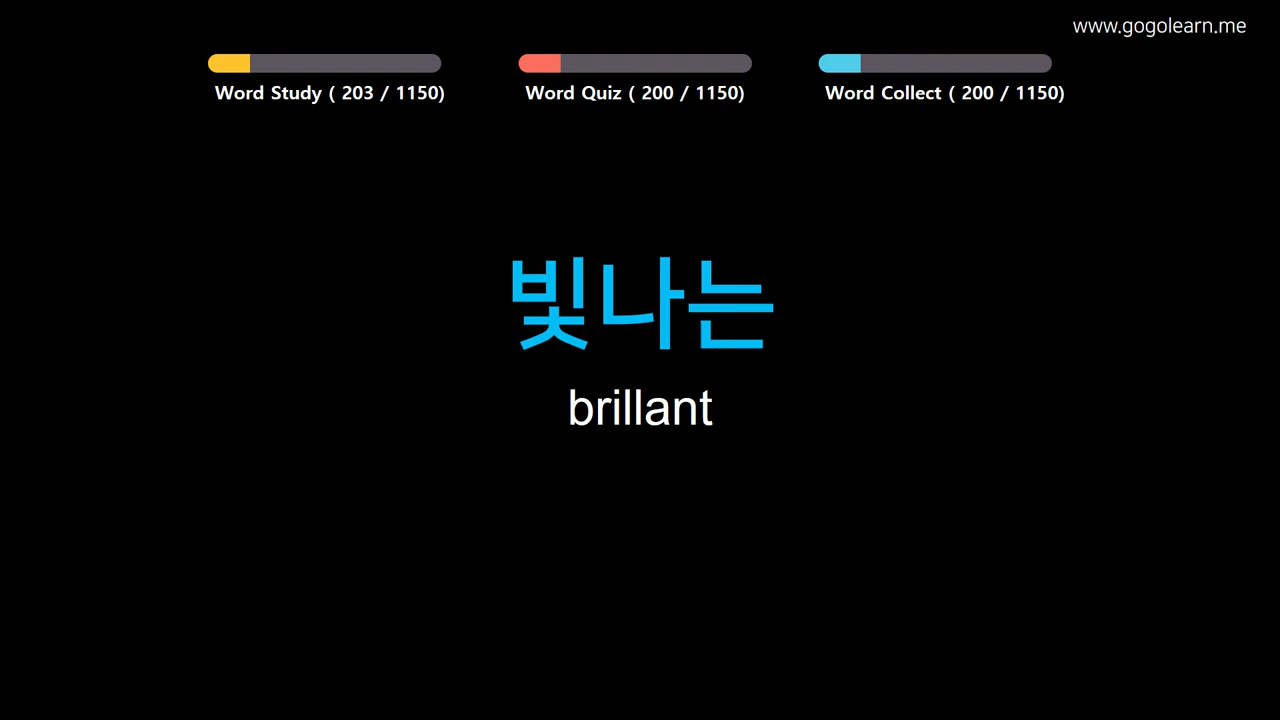 www.gogolearn.me
Word Study ( 203 / 1150)
Word Quiz ( 200 / 1150)
Word Collect ( 200 / 1150)
빛나는
brillant